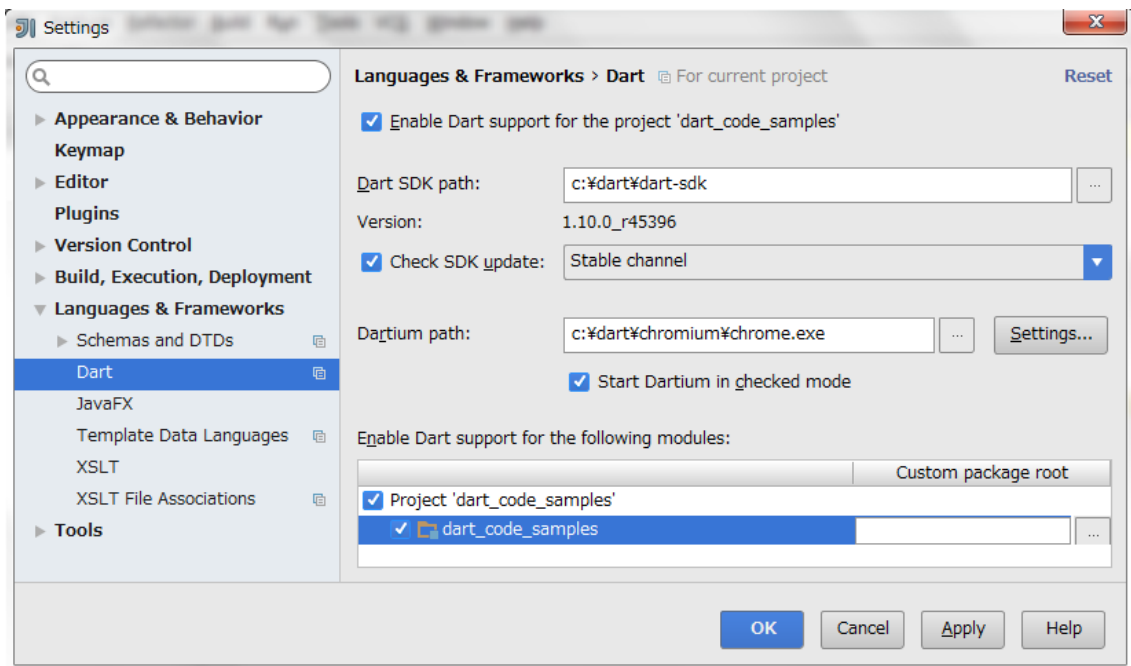 Settings
Languages & Frameworks › Dart For current project Reset
Appearance & Behavior
Keymap
Editor
Plugins
Version Control
Build, Execution, Deployment
Languages & Frameworks
Schemas and DTDs
Dart
JavaFX
Template Data Languages
XSLT
XSLT File Associations
Tools
Enable Dart support for the project 'dart_code_samples'
Dart SDK path: c:¥dart¥dart-sdk ...
Version: 1.10.0_r45396
Check SDK update: Stable channel
Dartium path: c:¥dart¥chromium¥chrome.exe ... Settings...
Start Dartium in checked mode
Enable Dart support for the following modules:
Custom package root
Project 'dart_code_samples'
dart_code_samples ...
OK Cancel Apply Help